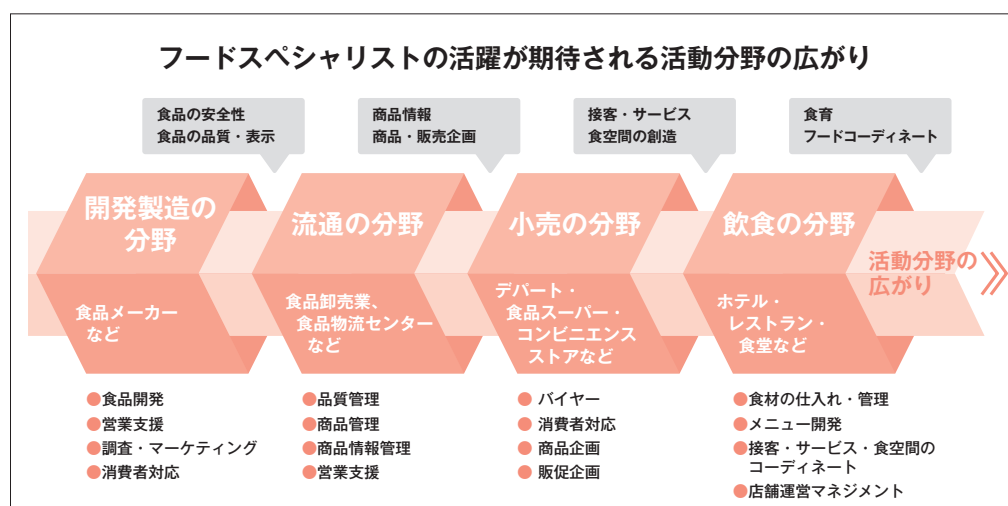 フードスペシャリストの活躍が期待される活動分野の広がり
食品の安全性
食品の品質・表示
商品情報
商品・販売企画
接客・サービス
食空間の創造
食育
フードコーディネート
開発製造の
分野
流通の分野
小売の分野
飲食の分野
活動分野の
広がり
食品メーカー
など
食品卸売業、
食品物流センター
など
デパート・
食品スーパー・
コンビニエンス
ストアなど
ホテル・
レストラン・
食堂など
●食品開発
●営業支援
●調査・マーケティング
●消費者対応
●品質管理
●商品管理
●商品情報管理
●営業支援
●バイヤー
●消費者対応
●商品企画
●販促企画
●食材の仕入れ・管理
●メニュー開発
●接客・サービス・食空間の
コーディネート
●店舗運営マネジメント